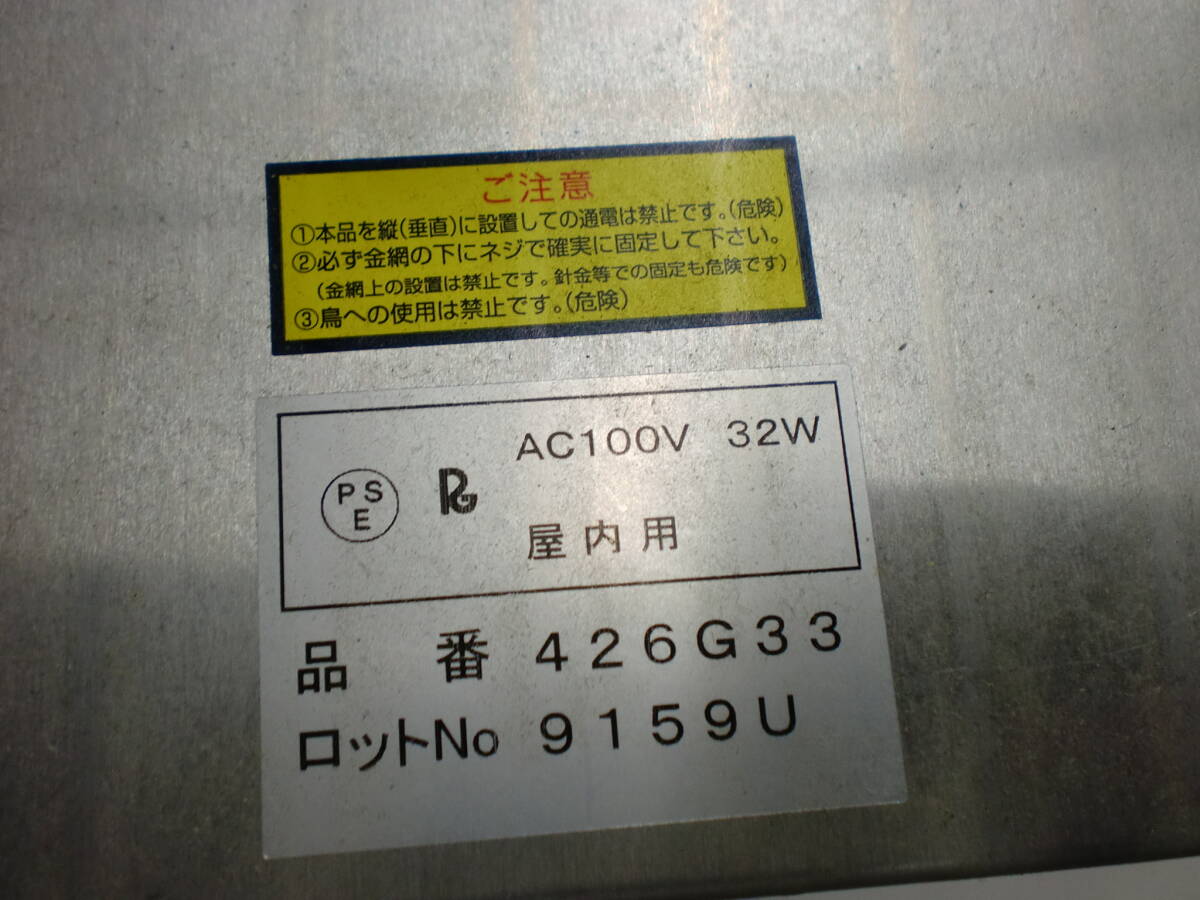 ご注意
①本品を縦(垂直)に設置しての通電は禁止です。(危険)
②必ず金網の下にネジで確実に固定して下さい。
(金網上の設置は禁止です。針金等での固定も危険です)
③鳥への使用は禁止です。(危険)
AC100V 32W
PS
E
屋内用
品 番 426G33
ロットNo 9159U